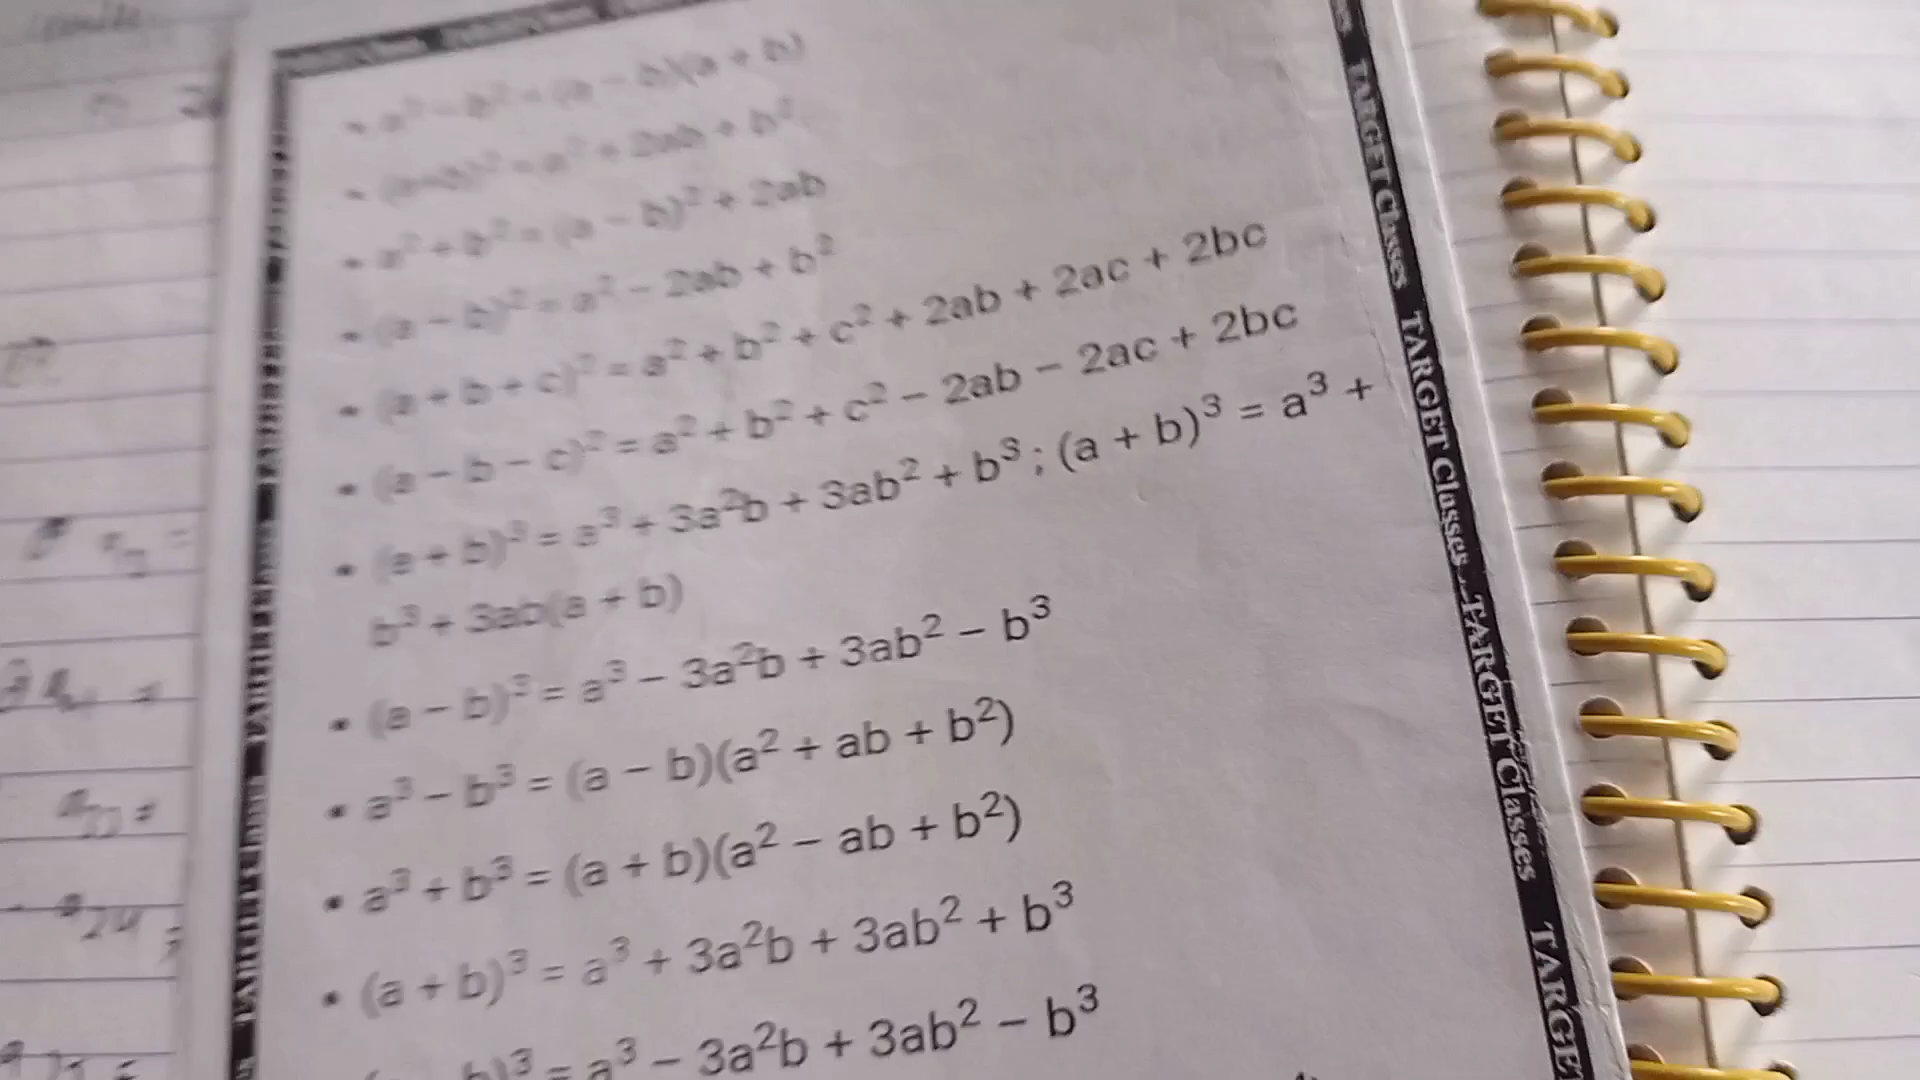 • a² – b² = (a – b)(a + b)
• (a+b)² = a² + 2ab + b²
• a² + b² = (a – b)² + 2ab
• (a – b)² = a² – 2ab + b²
• (a + b + c)² = a² + b² + c² + 2ab + 2ac + 2bc
• (a – b – c)² = a² + b² + c² – 2ab – 2ac + 2bc
• (a + b)³ = a³ + 3a²b + 3ab² + b³ ; (a + b)³ = a³ +
b³ + 3ab(a + b)
• (a – b)³ = a³ – 3a²b + 3ab² – b³
• a³ – b³ = (a – b)(a² + ab + b²)
• a³ + b³ = (a + b)(a² – ab + b²)
• (a + b)³ = a³ + 3a²b + 3ab² + b³
b)³ = a³ – 3a²b + 3ab² – b³
TARGET Classes TARGET Classes TARGET Classes TARGE